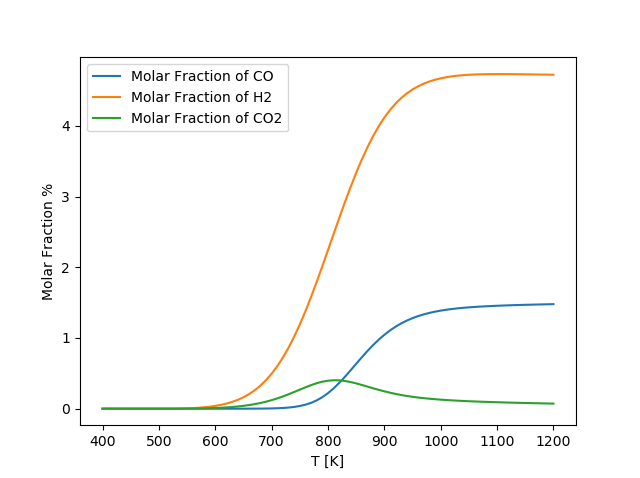 Molar Fraction of CO
Molar Fraction of H2
Molar Fraction of CO2
Molar Fraction %
4
3
2
1
0
400 500 600 700 800 900 1000 1100 1200
T [K]